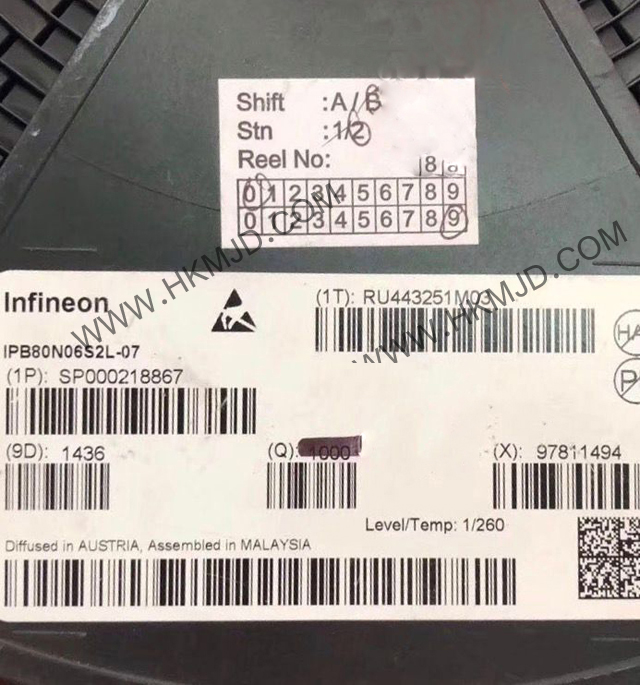 Shift :A/B
Stn :1/2
Reel No:
8 8
0 1 2 3 4 5 6 7 8 9
0 1 2 3 4 5 6 7 8 9
WWW.HKMJD.COM
WWW.HKMJD.COM
Infineon
(1T): RU443251M03
HA
IPB80N06S2L-07
(1P): SP000218867
P
(9D): 1436
(Q): 1000
(X): 97811494
Level/Temp: 1/260
Diffused in AUSTRIA, Assembled in MALAYSIA